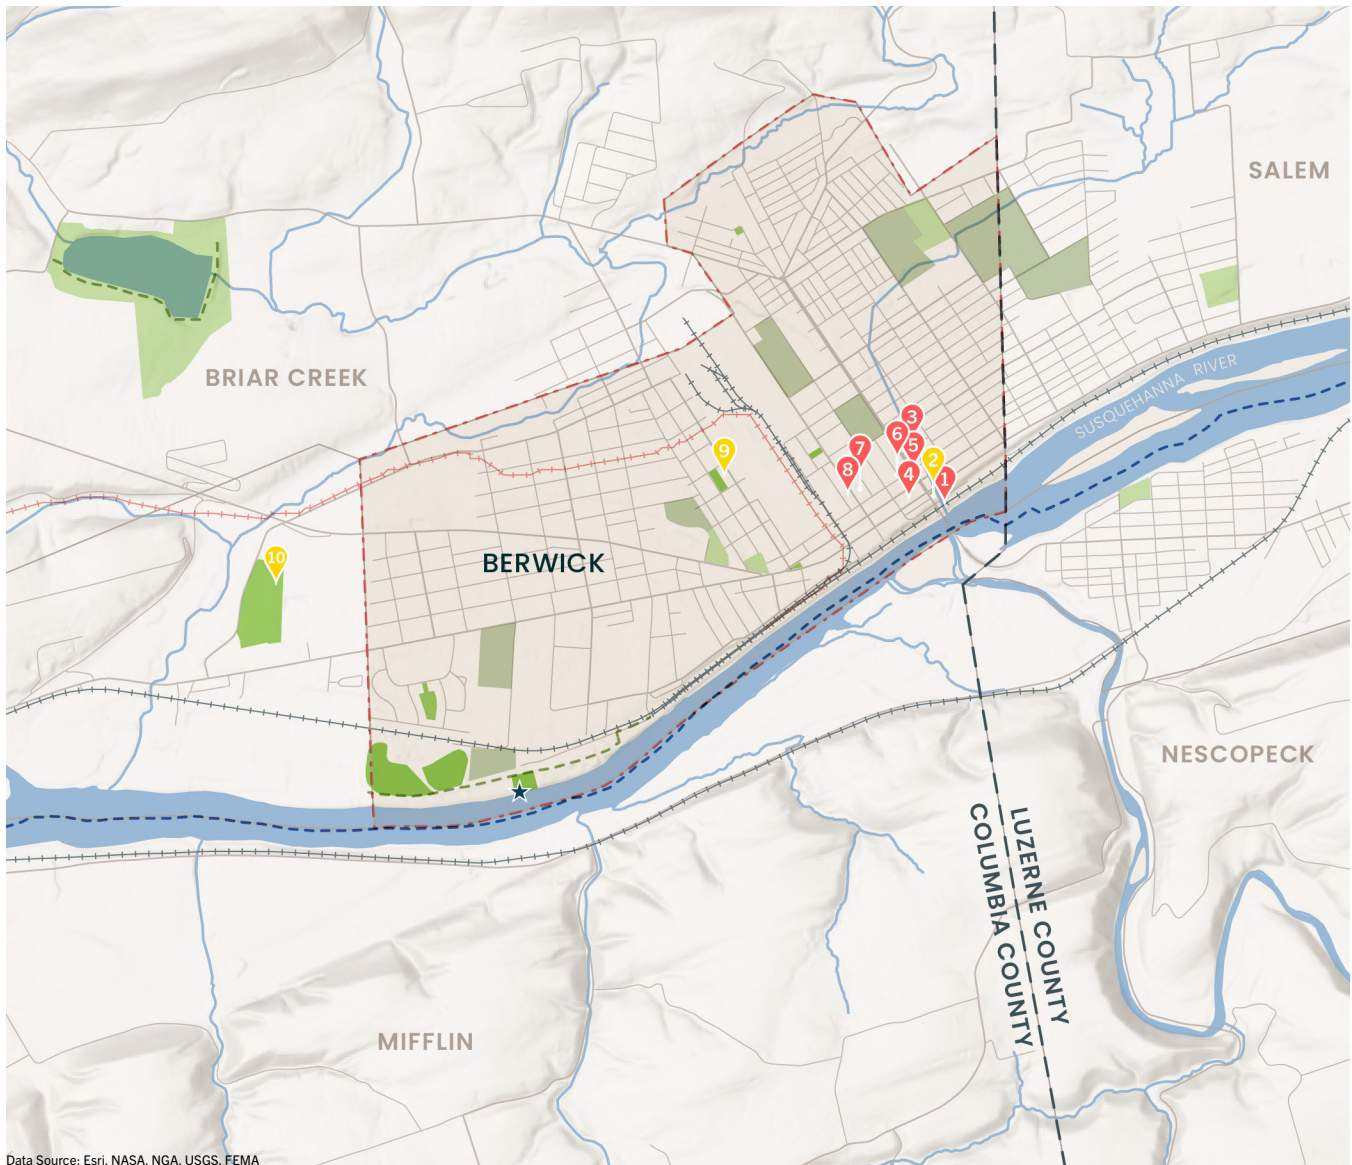 SALEM
SUSQUEHANNA RIVER
BRIAR CREEK
3
6
5
7
2
9
8
4
1
10
BERWICK
NESCOPECK
LUZERNE COUNTY
COLUMBIA COUNTY
MIFFLIN
Data Source: Esri, NASA, NGA, USGS, FEMA